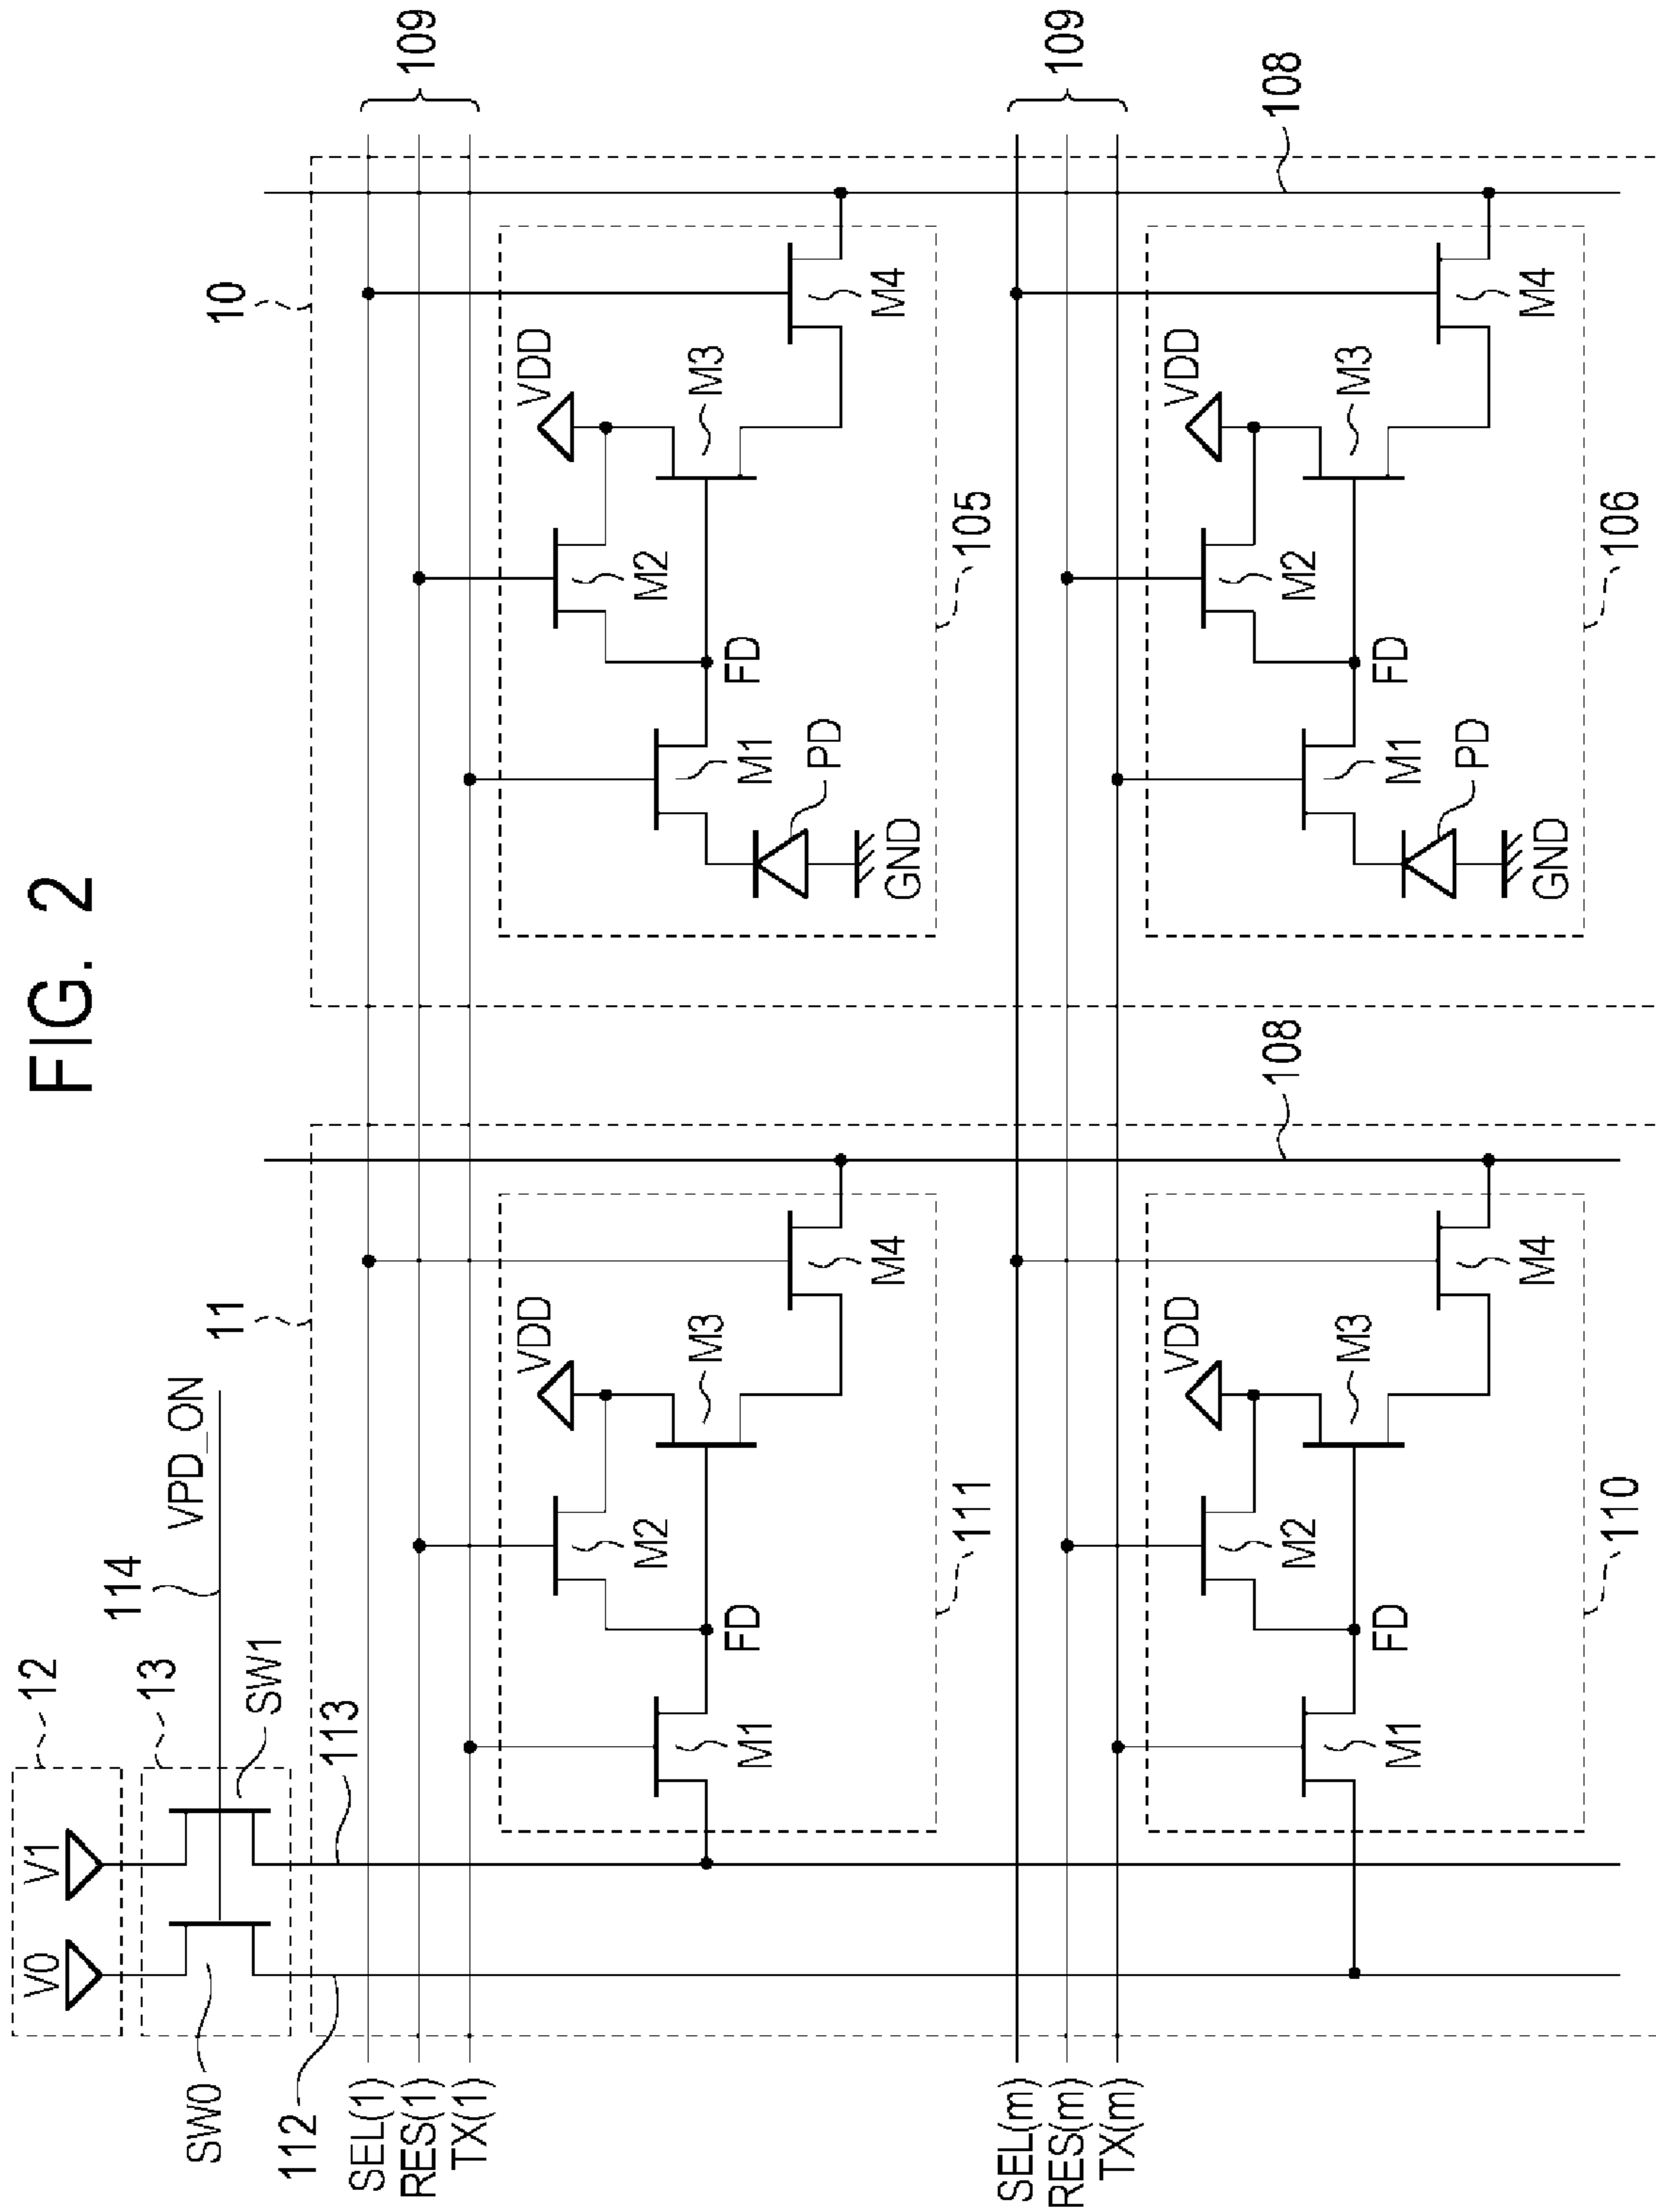 FIG. 2
12
V0
V1
13
114
VPD_ON
SW0
SW1
11
10
112
113
SEL(1)
RES(1)
TX(1)
109
VDD
VDD
M2
M3
M2
M3
M1
FD
M4
M1
FD
M4
PD
GND
111
105
SEL(m)
RES(m)
TX(m)
109
108
108
VDD
VDD
M2
M3
M2
M3
M1
FD
M4
M1
FD
M4
PD
GND
110
106